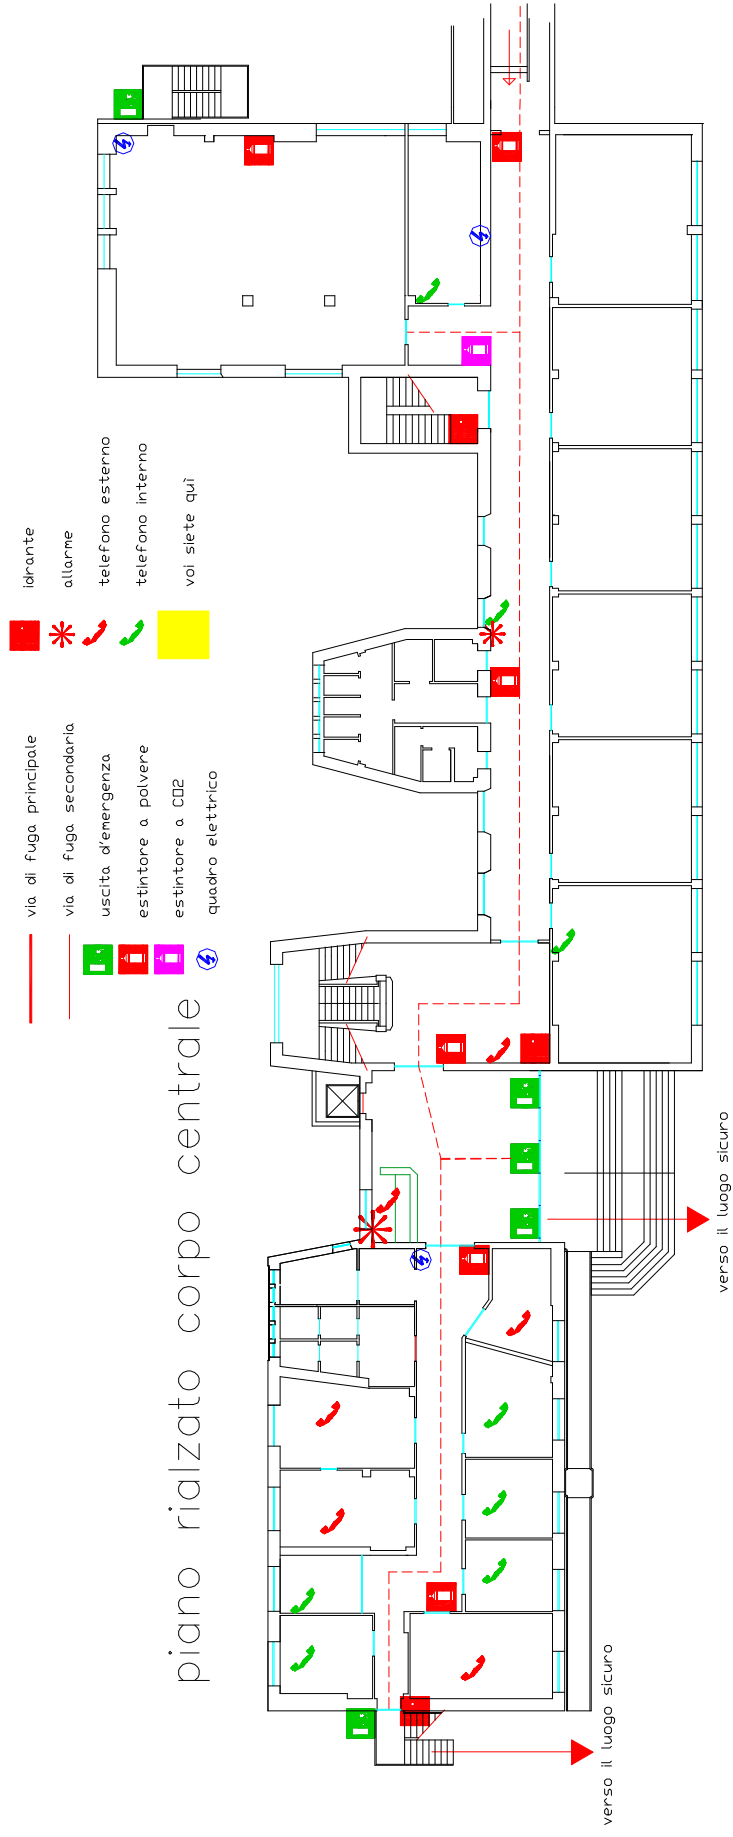 piano rialzato corpo centrale
via di fuga principale
via di fuga secondaria
uscita d'emergenza
estintore a polvere
estintore a CO2
quadro elettrico
idrante
allarme
telefono esterno
telefono interno
voi siete quì
verso il luogo sicuro
verso il luogo sicuro